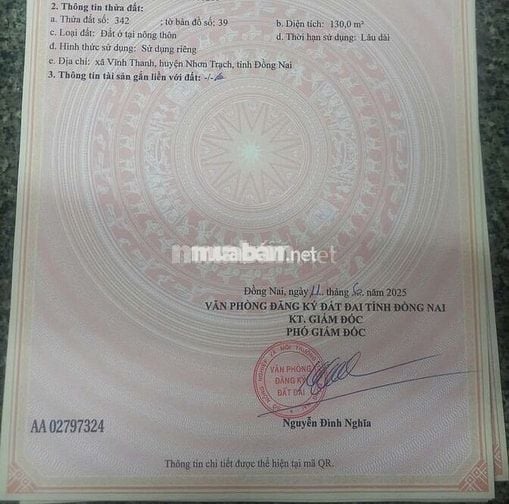 2. Thông tin thửa đất:
a. Thửa đất số: 342 ; tờ bản đồ số: 39 b. Diện tích: 130,0 m²
c. Loại đất: Đất ở tại nông thôn d. Thời hạn sử dụng: Lâu dài
đ. Hình thức sử dụng: Sử dụng riêng
e. Địa chỉ: xã Vĩnh Thanh, huyện Nhơn Trạch, tỉnh Đồng Nai
3. Thông tin tài sản gắn liền với đất: -/-
muaban.net
Đồng Nai, ngày 11 tháng năm 2025
VĂN PHÒNG ĐĂNG KÝ ĐẤT ĐAI TỈNH ĐỒNG NAI
KT. GIÁM ĐỐC
PHÓ GIÁM ĐỐC
VĂN PHÒNG
ĐĂNG KÝ
ĐẤT ĐAI
AA 02797324
Nguyễn Đình Nghĩa
Thông tin chi tiết được thể hiện tại mã QR.